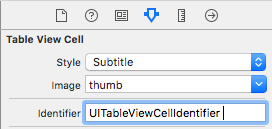 Table View Cell
Style Subtitle
Image thumb
Identifier UITableViewCellIdentifier